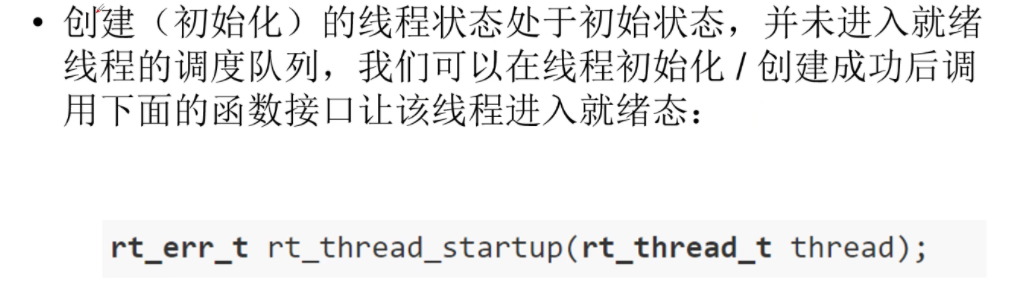 • 创建（初始化）的线程状态处于初始状态，并未进入就绪
线程的调度队列，我们可以在线程初始化 / 创建成功后调
用下面的函数接口让该线程进入就绪态：
rt_err_t rt_thread_startup(rt_thread_t thread);